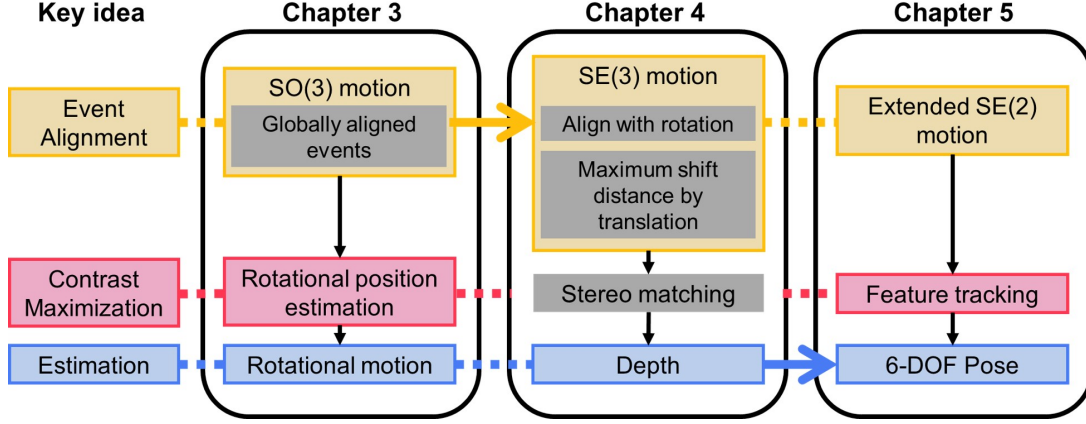 Key idea
Chapter 3
Chapter 4
Chapter 5
Event
Alignment
SO(3) motion
Globally aligned
events
SE(3) motion
Align with rotation
Maximum shift
distance by
translation
Extended SE(2)
motion
Contrast
Maximization
Rotational position
estimation
Stereo matching
Feature tracking
Estimation
Rotational motion
Depth
6-DOF Pose